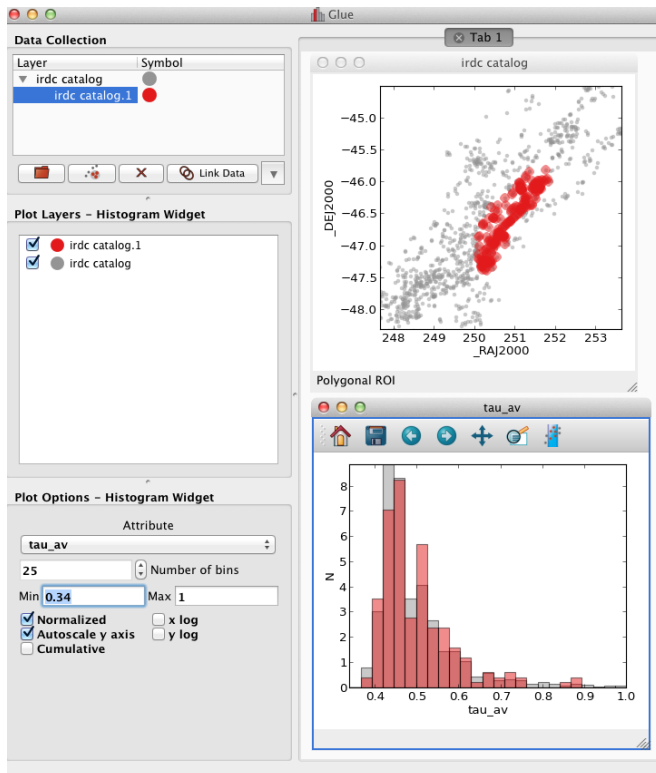 Glue
Data Collection
Layer Symbol
irdc catalog
irdc catalog.1
Link Data
Plot Layers - Histogram Widget
irdc catalog.1
irdc catalog
Plot Options - Histogram Widget
Attribute
tau_av
25 Number of bins
Min 0.34 Max 1
Normalized x log
Autoscale y axis y log
Cumulative
Tab 1
irdc catalog
_DEJ2000
−45.0
−45.5
−46.0
−46.5
−47.0
−47.5
−48.0
248 249 250 251 252 253
_RAJ2000
Polygonal ROI
tau_av
N
8
7
6
5
4
3
2
1
0
0.4 0.5 0.6 0.7 0.8 0.9 1.0
tau_av